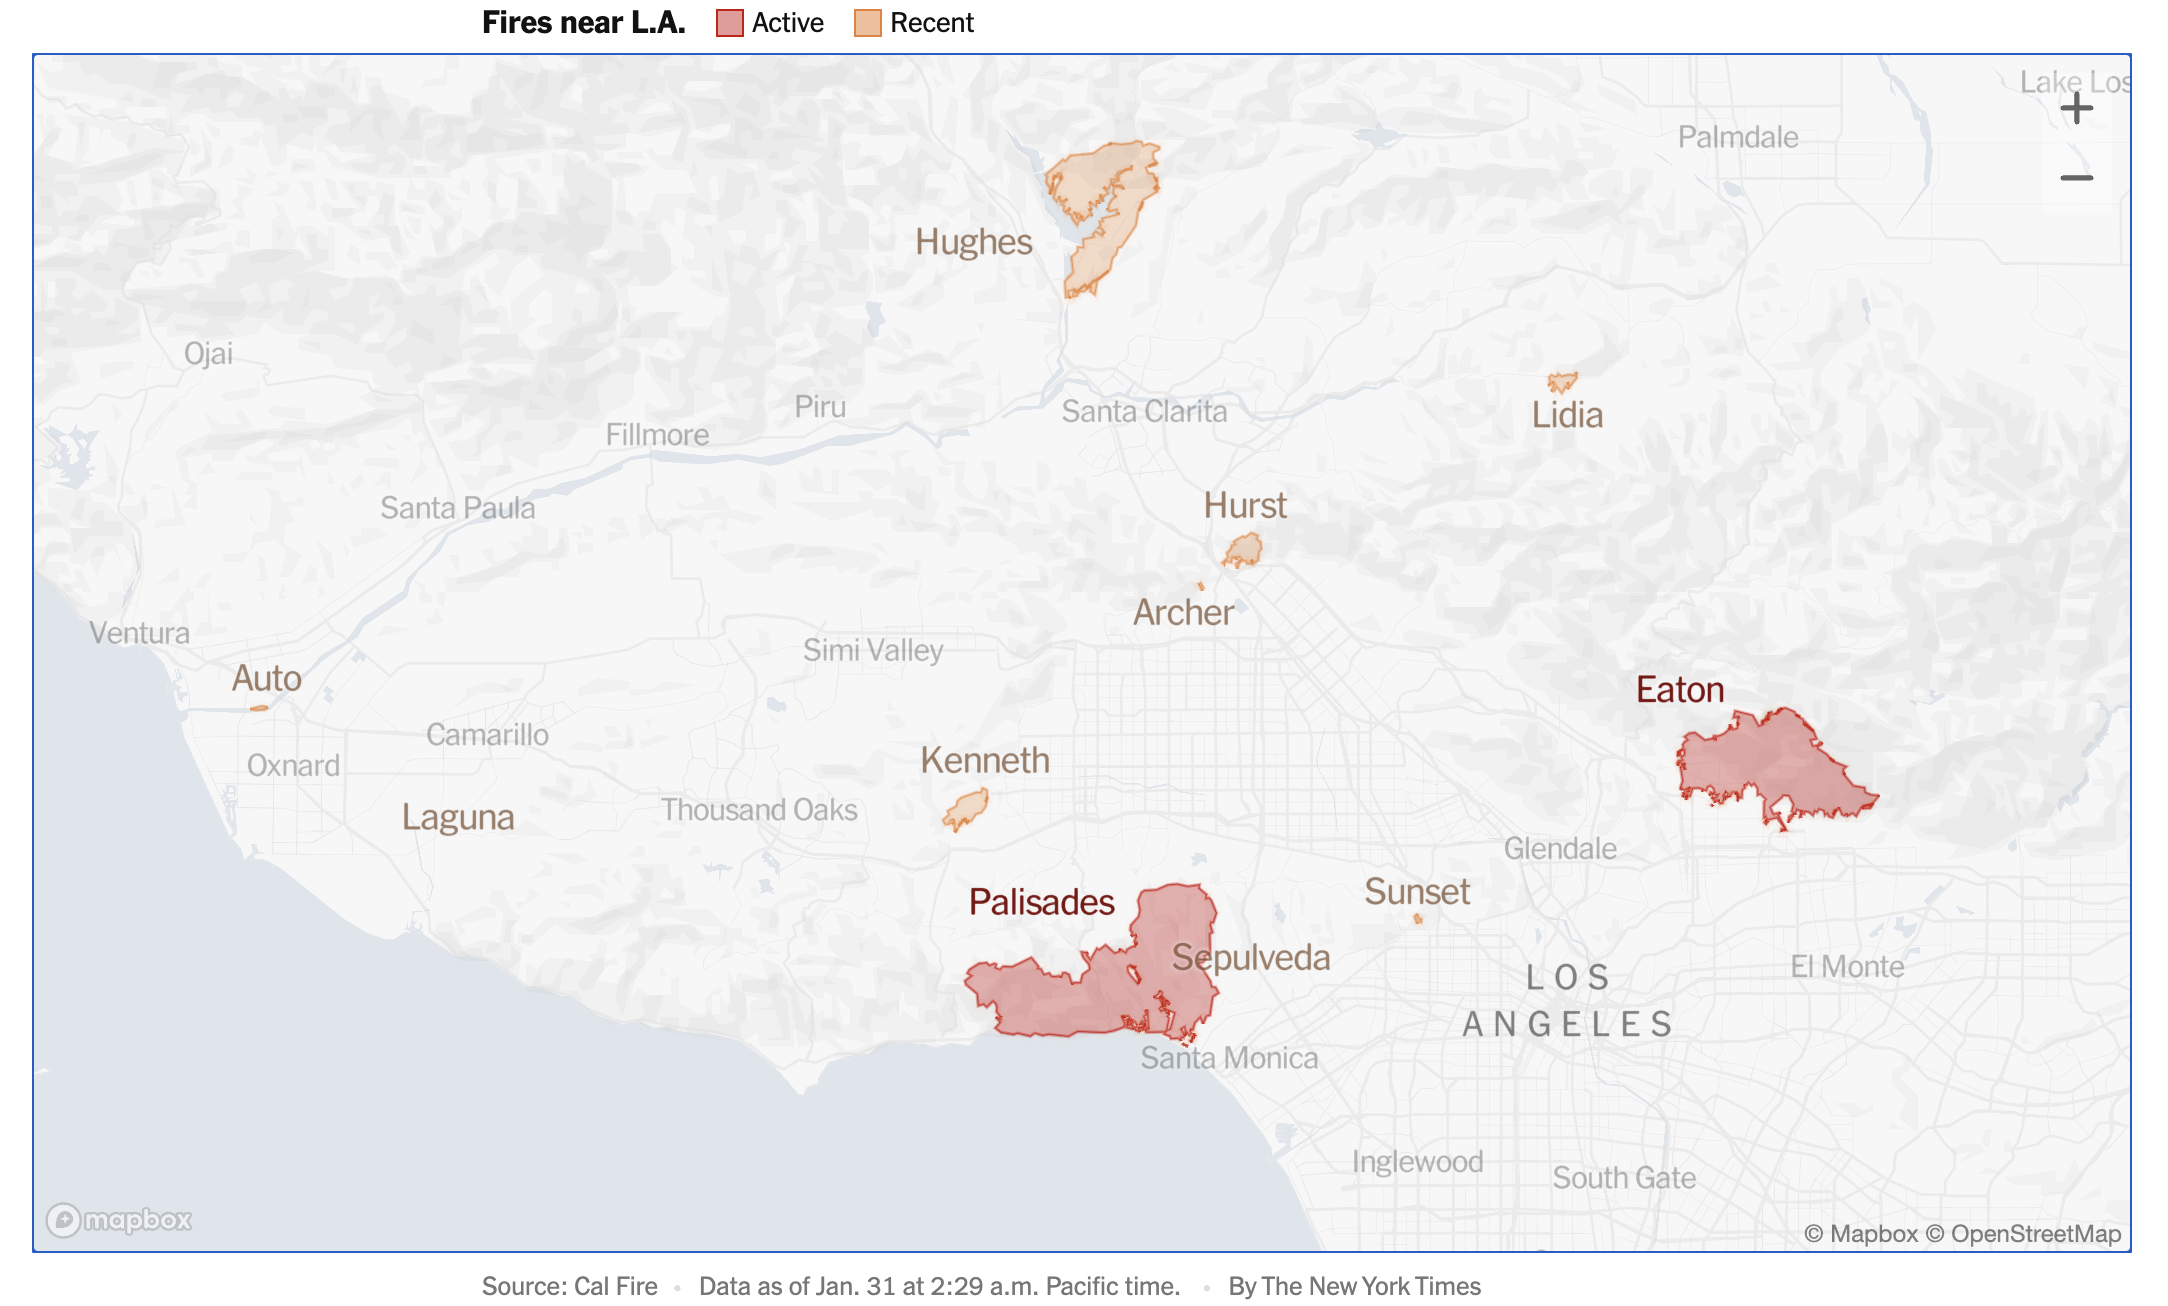 Fires near L.A. Active Recent
Lake Los
+
Palmdale
−
Hughes
Ojai
Piru
Santa Clarita
Lidia
Fillmore
Santa Paula
Hurst
Archer
Ventura
Simi Valley
Auto
Eaton
Camarillo
Oxnard
Kenneth
Laguna
Thousand Oaks
Glendale
Palisades
Sunset
Sepulveda
El Monte
LOS
ANGELES
Santa Monica
Inglewood
South Gate
mapbox
© Mapbox © OpenStreetMap
Source: Cal Fire • Data as of Jan. 31 at 2:29 a.m. Pacific time. • By The New York Times